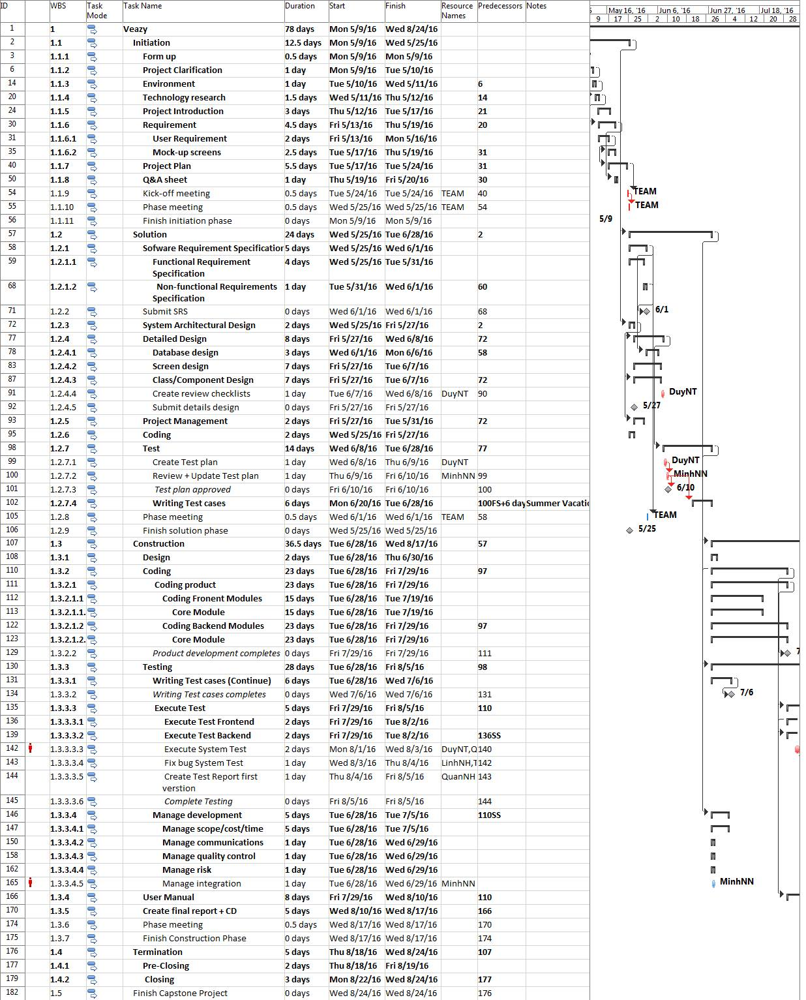 ID WBS Task Mode Task Name Duration Start Finish Resource Names Predecessors Notes
May 16, '16 Jun 6, '16 Jun 27, '16 Jul 18, '16
9 17 25 2 10 18 26 4 12 20 28
1 1 Veazy 78 days Mon 5/9/16 Wed 8/24/16
2 1.1 Initiation 12.5 days Mon 5/9/16 Wed 5/25/16
3 1.1.1 Form up 0.5 days Mon 5/9/16 Mon 5/9/16
6 1.1.2 Project Clarification 1 day Mon 5/9/16 Tue 5/10/16
14 1.1.3 Environment 1 day Tue 5/10/16 Wed 5/11/16 6
20 1.1.4 Technology research 1.5 days Wed 5/11/16 Thu 5/12/16 14
24 1.1.5 Project Introduction 3 days Thu 5/12/16 Tue 5/17/16 21
30 1.1.6 Requirement 4.5 days Fri 5/13/16 Thu 5/19/16 20
31 1.1.6.1 User Requirement 2 days Fri 5/13/16 Mon 5/16/16
35 1.1.6.2 Mock-up screens 2.5 days Tue 5/17/16 Thu 5/19/16 31
40 1.1.7 Project Plan 5.5 days Tue 5/17/16 Tue 5/24/16 31
50 1.1.8 Q&A sheet 1 day Thu 5/19/16 Fri 5/20/16 30
54 1.1.9 Kick-off meeting 0.5 days Tue 5/24/16 Tue 5/24/16 TEAM 40 TEAM
55 1.1.10 Phase meeting 0.5 days Wed 5/25/16 Wed 5/25/16 TEAM 54 TEAM
56 1.1.11 Finish initiation phase 0 days Mon 5/9/16 Mon 5/9/16 5/9
57 1.2 Solution 24 days Wed 5/25/16 Tue 6/28/16 2
58 1.2.1 Sofware Requirement Specification 5 days Wed 5/25/16 Wed 6/1/16
59 1.2.1.1 Functional Requirement Specification 4 days Wed 5/25/16 Tue 5/31/16
68 1.2.1.2 Non-functional Requirements Specification 1 day Tue 5/31/16 Wed 6/1/16 60
71 1.2.2 Submit SRS 0 days Wed 6/1/16 Wed 6/1/16 68 6/1
72 1.2.3 System Architectural Design 2 days Wed 5/25/16 Fri 5/27/16 2
77 1.2.4 Detailed Design 8 days Fri 5/27/16 Wed 6/8/16 72
78 1.2.4.1 Database design 3 days Wed 6/1/16 Mon 6/6/16 58
83 1.2.4.2 Screen design 7 days Fri 5/27/16 Tue 6/7/16
87 1.2.4.3 Class/Component Design 7 days Fri 5/27/16 Tue 6/7/16 72
91 1.2.4.4 Create review checklists 1 day Tue 6/7/16 Wed 6/8/16 DuyNT 90 DuyNT
92 1.2.4.5 Submit details design 0 days Fri 5/27/16 Fri 5/27/16 5/27
93 1.2.5 Project Management 2 days Fri 5/27/16 Tue 5/31/16 72
95 1.2.6 Coding 2 days Wed 5/25/16 Fri 5/27/16
98 1.2.7 Test 14 days Wed 6/8/16 Tue 6/28/16 77
99 1.2.7.1 Create Test plan 1 day Wed 6/8/16 Thu 6/9/16 DuyNT DuyNT
100 1.2.7.2 Review + Update Test plan 1 day Thu 6/9/16 Fri 6/10/16 MinhNN 99 MinhNN
101 1.2.7.3 Test plan approved 0 days Fri 6/10/16 Fri 6/10/16 100 6/10
102 1.2.7.4 Writing Test cases 6 days Mon 6/20/16 Tue 6/28/16 100FS+6 day Summer Vacatio
105 1.2.8 Phase meeting 0.5 days Wed 6/1/16 Wed 6/1/16 TEAM 58 TEAM
106 1.2.9 Finish solution phase 0 days Wed 5/25/16 Wed 5/25/16 5/25
107 1.3 Construction 36.5 days Tue 6/28/16 Wed 8/17/16 57
108 1.3.1 Design 2 days Tue 6/28/16 Thu 6/30/16
110 1.3.2 Coding 23 days Tue 6/28/16 Fri 7/29/16 97
111 1.3.2.1 Coding product 23 days Tue 6/28/16 Fri 7/29/16
112 1.3.2.1.1 Coding Fronent Modules 15 days Tue 6/28/16 Tue 7/19/16
113 1.3.2.1.1. Core Module 15 days Tue 6/28/16 Tue 7/19/16
122 1.3.2.1.2 Coding Backend Modules 23 days Tue 6/28/16 Fri 7/29/16 97
123 1.3.2.1.2. Core Module 23 days Tue 6/28/16 Fri 7/29/16
129 1.3.2.2 Product development completes 0 days Fri 7/29/16 Fri 7/29/16 111 7
130 1.3.3 Testing 28 days Tue 6/28/16 Fri 8/5/16 98
131 1.3.3.1 Writing Test cases (Continue) 6 days Tue 6/28/16 Wed 7/6/16
134 1.3.3.2 Writing Test cases completes 0 days Wed 7/6/16 Wed 7/6/16 131 7/6
135 1.3.3.3 Execute Test 5 days Fri 7/29/16 Fri 8/5/16 110
136 1.3.3.3.1 Execute Test Frontend 2 days Fri 7/29/16 Tue 8/2/16
139 1.3.3.3.2 Execute Test Backend 2 days Fri 7/29/16 Tue 8/2/16 136SS
142 1.3.3.3.3 Execute System Test 2 days Mon 8/1/16 Wed 8/3/16 DuyNT,Q 140
143 1.3.3.3.4 Fix bug System Test 1 day Wed 8/3/16 Thu 8/4/16 LinhNH,T 142
144 1.3.3.3.5 Create Test Report first verstion 1 day Thu 8/4/16 Fri 8/5/16 QuanNH 143
145 1.3.3.3.6 Complete Testing 0 days Fri 8/5/16 Fri 8/5/16 144
146 1.3.3.4 Manage development 5 days Tue 6/28/16 Tue 7/5/16 110SS
147 1.3.3.4.1 Manage scope/cost/time 5 days Tue 6/28/16 Tue 7/5/16
150 1.3.3.4.2 Manage communications 1 day Tue 6/28/16 Wed 6/29/16
158 1.3.3.4.3 Manage quality control 1 day Tue 6/28/16 Wed 6/29/16
162 1.3.3.4.4 Manage risk 1 day Tue 6/28/16 Wed 6/29/16
165 1.3.3.4.5 Manage integration 1 day Tue 6/28/16 Wed 6/29/16 MinhNN MinhNN
166 1.3.4 User Manual 8 days Fri 7/29/16 Wed 8/10/16 110
170 1.3.5 Create final report + CD 5 days Wed 8/10/16 Wed 8/17/16 166
174 1.3.6 Phase meeting 0.5 days Wed 8/17/16 Wed 8/17/16 170
175 1.3.7 Finish Construction Phase 0 days Wed 8/17/16 Wed 8/17/16 174
176 1.4 Termination 5 days Thu 8/18/16 Wed 8/24/16 107
177 1.4.1 Pre-Closing 2 days Thu 8/18/16 Fri 8/19/16
179 1.4.2 Closing 3 days Mon 8/22/16 Wed 8/24/16 177
182 1.5 Finish Capstone Project 0 days Wed 8/24/16 Wed 8/24/16 176